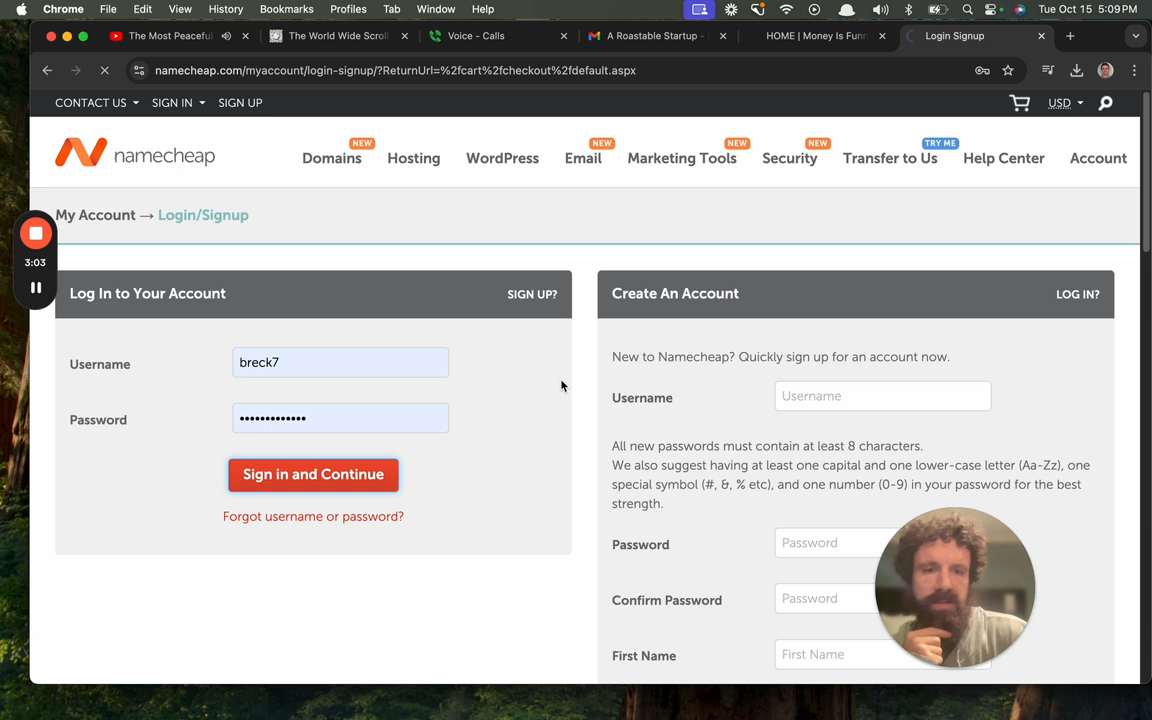 Chrome File Edit View History Bookmarks Profiles Tab Window Help Tue Oct 15 5:09 PM
The Most Peaceful The World Wide Scroll Voice - Calls A Roastable Startup - HOME | Money Is Funn Login Signup
namecheap.com/myaccount/login-signup/?ReturnUrl=%2fcart%2fcheckout%2fdefault.aspx
CONTACT US SIGN IN SIGN UP USD
NEW NEW NEW NEW TRY ME
namecheap Domains Hosting WordPress Email Marketing Tools Security Transfer to Us Help Center Account
My Account → Login/Signup
3:03
Log In to Your Account SIGN UP?
Username breck7
Password •••••••••••••
Sign in and Continue
Forgot username or password?
Create An Account LOG IN?
New to Namecheap? Quickly sign up for an account now.
Username Username
All new passwords must contain at least 8 characters.
We also suggest having at least one capital and one lower-case letter (Aa-Zz), one
special symbol (#, &, % etc), and one number (0-9) in your password for the best
strength.
Password Password
Confirm Password Password
First Name First Name